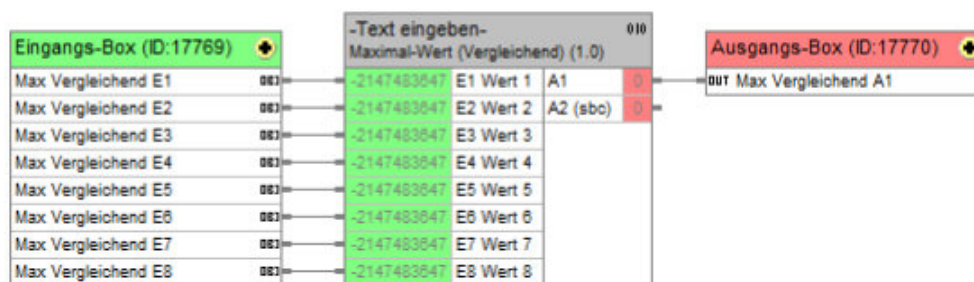 Eingangs-Box (ID:17769)
Max Vergleichend E1
Max Vergleichend E2
Max Vergleichend E3
Max Vergleichend E4
Max Vergleichend E5
Max Vergleichend E6
Max Vergleichend E7
Max Vergleichend E8
-Text eingeben-
Maximal-Wert (Vergleichend) (1.0)
-2147483647 E1 Wert 1 A1 0
-2147483647 E2 Wert 2 A2 (sbc) 0
-2147483647 E3 Wert 3
-2147483647 E4 Wert 4
-2147483647 E5 Wert 5
-2147483647 E6 Wert 6
-2147483647 E7 Wert 7
-2147483647 E8 Wert 8
Ausgangs-Box (ID:17770)
OUT Max Vergleichend A1